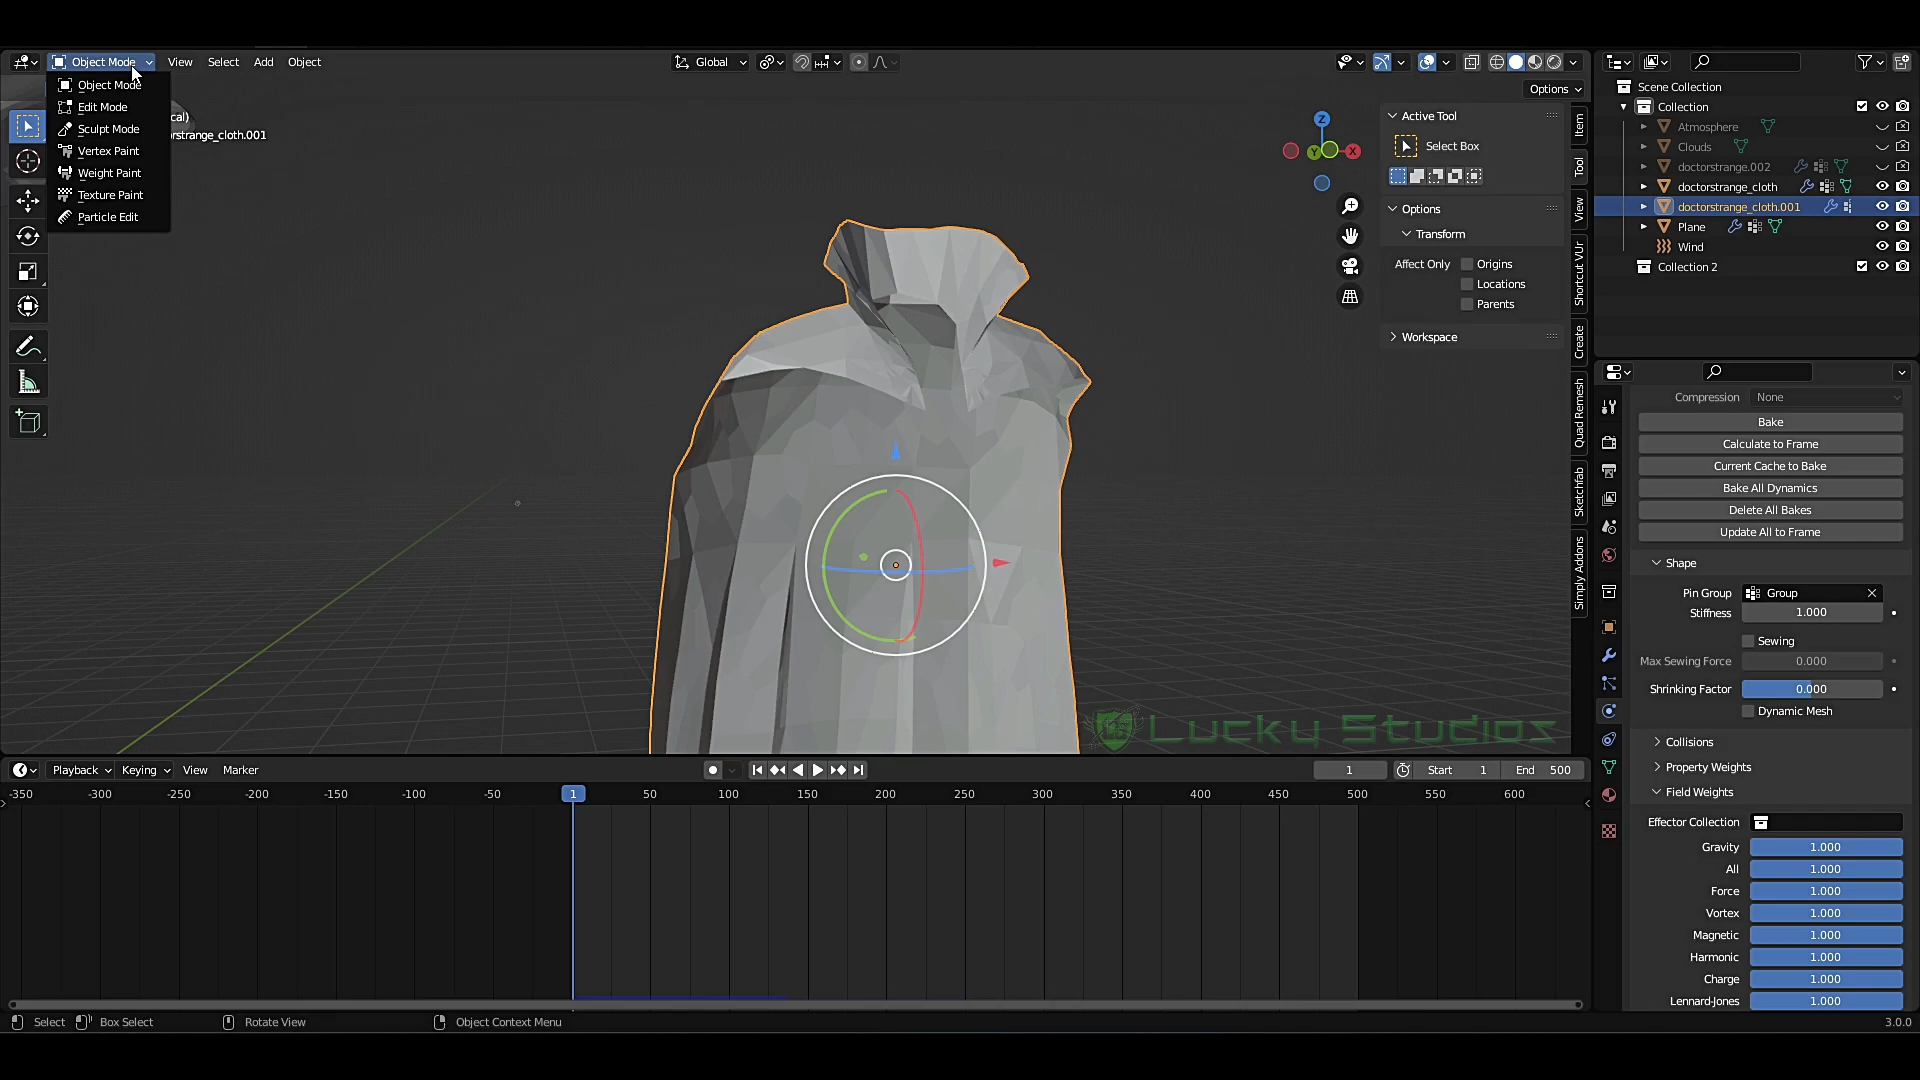 Object Mode
View
Select
Add
Object
Global
Object Mode
Edit Mode
Sculpt Mode
Vertex Paint
Weight Paint
Texture Paint
Particle Edit
cal)
rstrange_cloth.001
Options
Z
Y
X
Active Tool
Select Box
Options
Transform
Affect Only
Origins
Locations
Parents
Workspace
Item
Tool
View
Shortcut VUr
Create
Quad Remesh
Sketchfab
Simply Addons
Scene Collection
Collection
Atmosphere
Clouds
doctorstrange.002
doctorstrange_cloth
doctorstrange_cloth.001
Plane
Wind
Collection 2
Compression None
Bake
Calculate to Frame
Current Cache to Bake
Bake All Dynamics
Delete All Bakes
Update All to Frame
Shape
Pin Group Group
Stiffness 1.000
Sewing
Max Sewing Force 0.000
Shrinking Factor 0.000
Dynamic Mesh
Collisions
Property Weights
Field Weights
Effector Collection
Gravity 1.000
All 1.000
Force 1.000
Vortex 1.000
Magnetic 1.000
Harmonic 1.000
Charge 1.000
Lennard-Jones 1.000
Lucky Studios
Playback Keying View Marker
1 Start 1 End 500
-350 -300 -250 -200 -150 -100 -50 1 50 100 150 200 250 300 350 400 450 500 550 600
Select Box Select Rotate View Object Context Menu
3.0.0